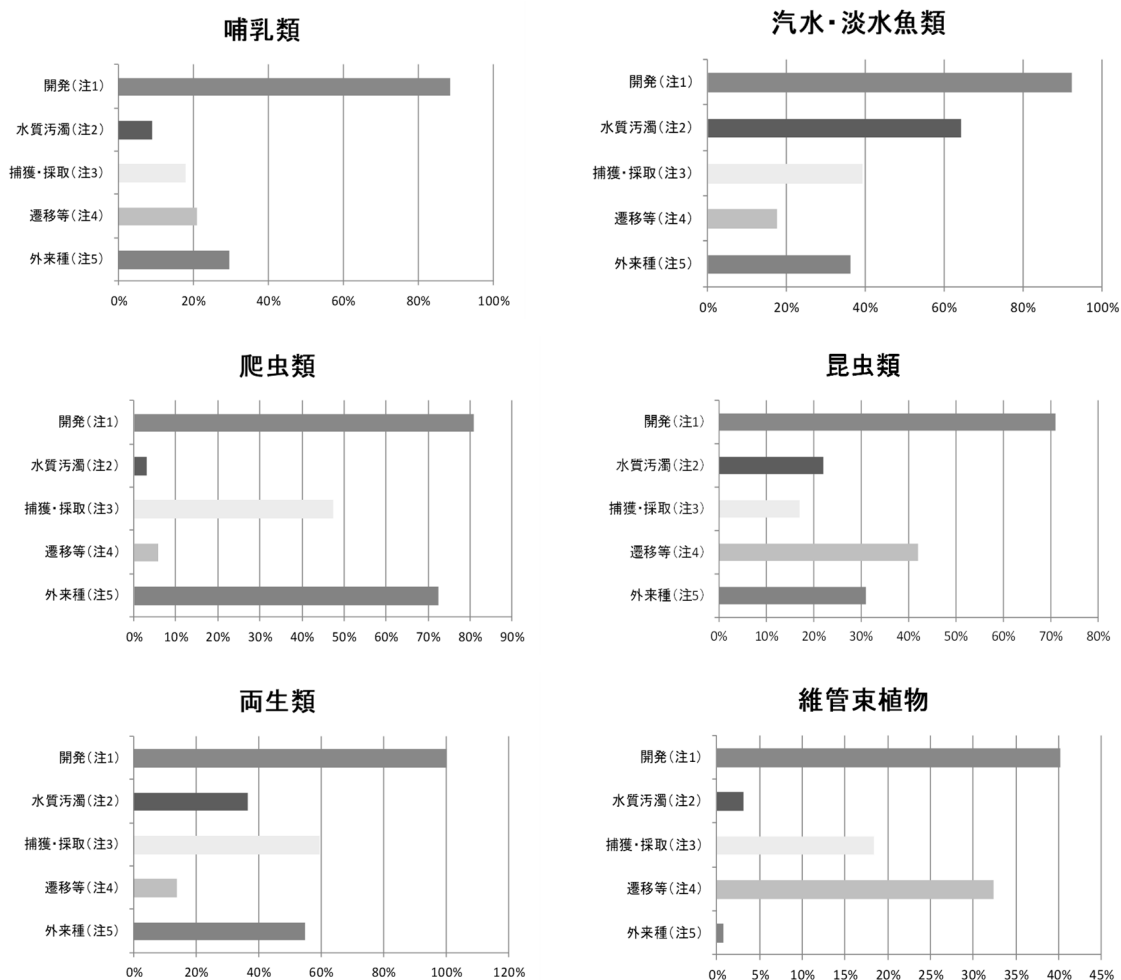 哺乳類
開発(注1)
水質汚濁(注2)
捕獲・採取(注3)
遷移等(注4)
外来種(注5)
0% 20% 40% 60% 80% 100%
汽水・淡水魚類
開発(注1)
水質汚濁(注2)
捕獲・採取(注3)
遷移等(注4)
外来種(注5)
0% 20% 40% 60% 80% 100%
爬虫類
開発(注1)
水質汚濁(注2)
捕獲・採取(注3)
遷移等(注4)
外来種(注5)
0% 10% 20% 30% 40% 50% 60% 70% 80% 90%
昆虫類
開発(注1)
水質汚濁(注2)
捕獲・採取(注3)
遷移等(注4)
外来種(注5)
0% 10% 20% 30% 40% 50% 60% 70% 80%
両生類
開発(注1)
水質汚濁(注2)
捕獲・採取(注3)
遷移等(注4)
外来種(注5)
0% 20% 40% 60% 80% 100% 120%
維管束植物
開発(注1)
水質汚濁(注2)
捕獲・採取(注3)
遷移等(注4)
外来種(注5)
0% 5% 10% 15% 20% 25% 30% 35% 40% 45%